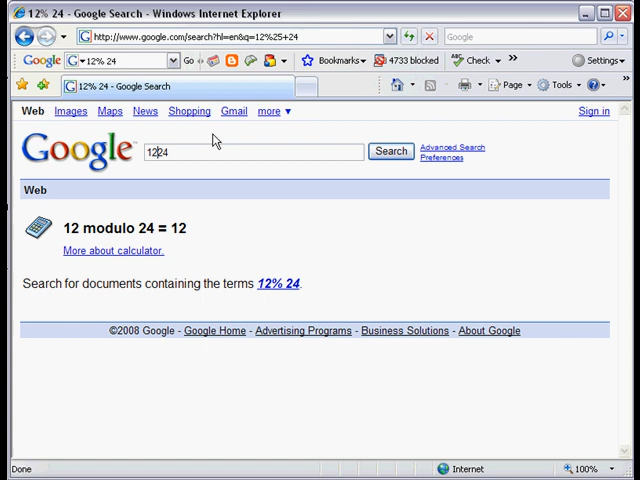 12% 24 - Google Search - Windows Internet Explorer
http://www.google.com/search?hl=en&q=12%25+24
Google
Google
12% 24
Go
Bookmarks
4733 blocked
Check
Settings
12% 24 - Google Search
Page
Tools
Web Images Maps News Shopping Gmail more
Sign in
Google
1224
Search
Advanced Search
Preferences
Web
12 modulo 24 = 12
More about calculator.
Search for documents containing the terms 12% 24.
©2008 Google - Google Home - Advertising Programs - Business Solutions - About Google
Done
Internet
100%